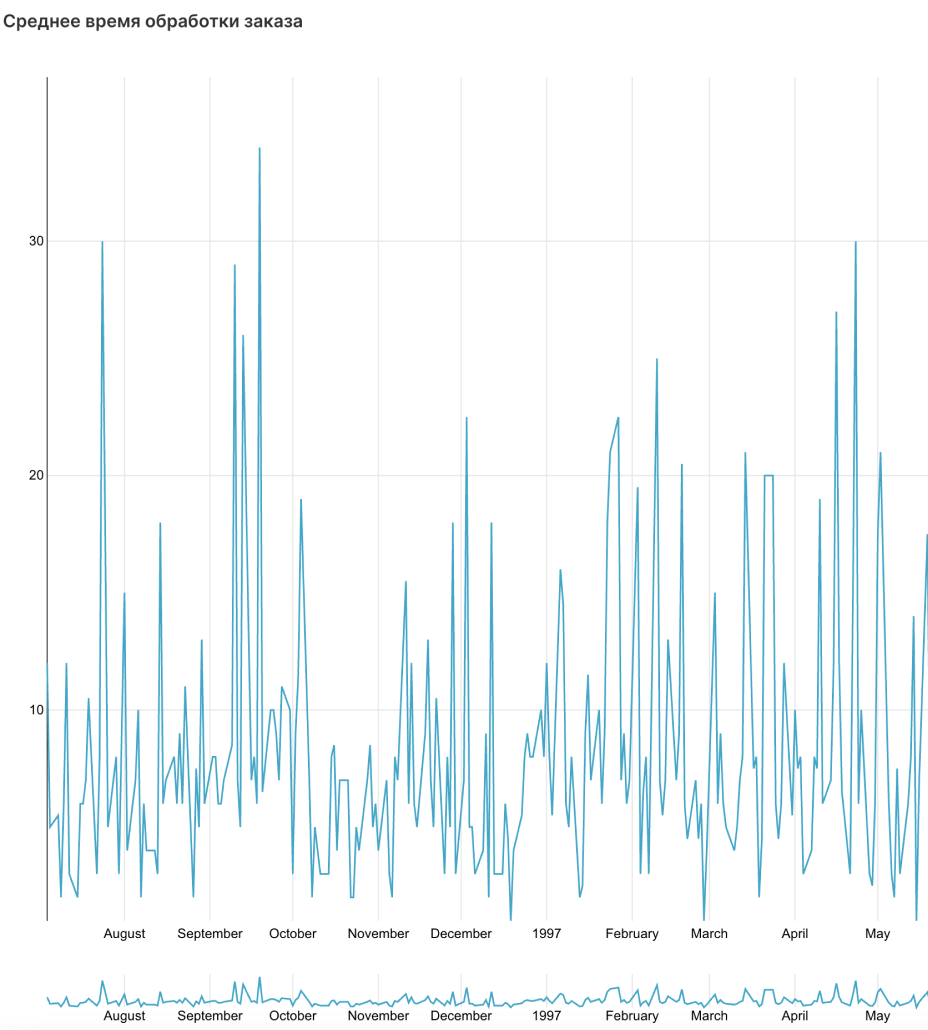 Среднее время обработки заказа
30
20
10
August September October November December 1997 February March April May
August September October November December 1997 February March April May